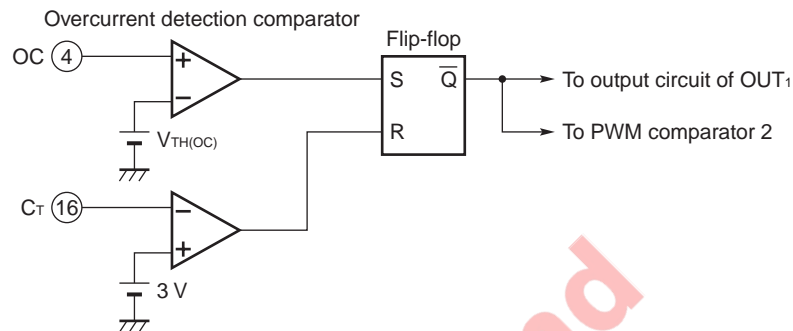 Overcurrent detection comparator
Flip-flop
OC 4
+
−
S Q̅
To output circuit of OUT1
R
To PWM comparator 2
VTH(OC)
CT 16
−
+
3 V
nd